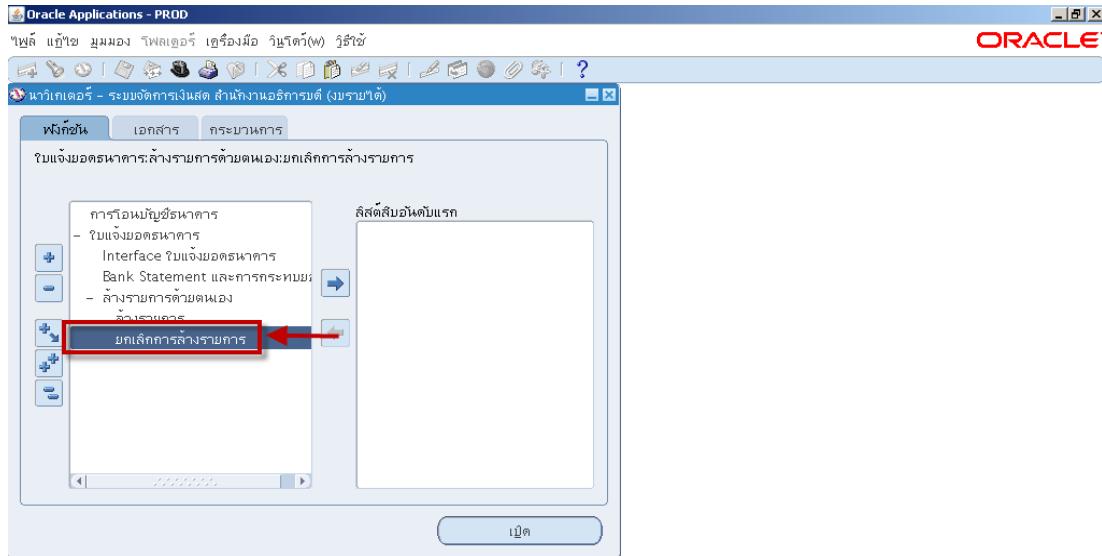 Oracle Applications - PROD
ไฟล์ แก้ไข มุมมอง โฟลเดอร์ เครื่องมือ วินโดว์(w) วิธีใช้
ORACLE
นาวิเกเตอร์ - ระบบจัดการเงินสด สำนักงานอธิการบดี (งบรายได้)
ฟังก์ชัน เอกสาร กระบวนการ
ใบแจ้งยอดธนาคาร:ล้างรายการด้วยตนเอง:ยกเลิกการล้างรายการ
การโอนบัญชีธนาคาร
ลิสต์สิบอันดับแรก
- ใบแจ้งยอดธนาคาร
Interface ใบแจ้งยอดธนาคาร
Bank Statement และการกระทบย
- ล้างรายการด้วยตนเอง
ล้างรายการ
ยกเลิกการล้างรายการ
เปิด